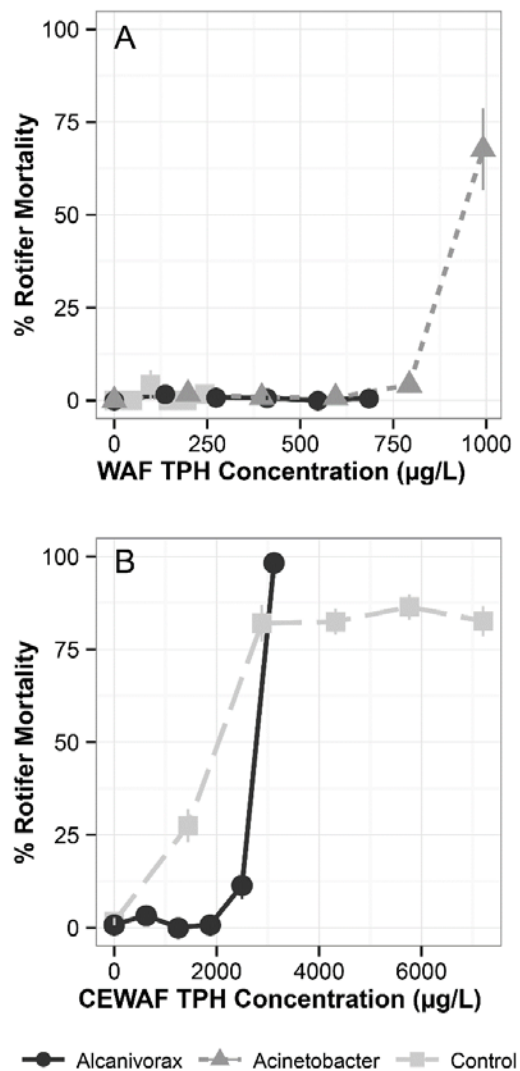 A
100
75
50
25
0
% Rotifer Mortality
0 250 500 750 1000
WAF TPH Concentration (µg/L)
B
100
75
50
25
0
% Rotifer Mortality
0 2000 4000 6000
CEWAF TPH Concentration (µg/L)
Alcanivorax Acinetobacter Control